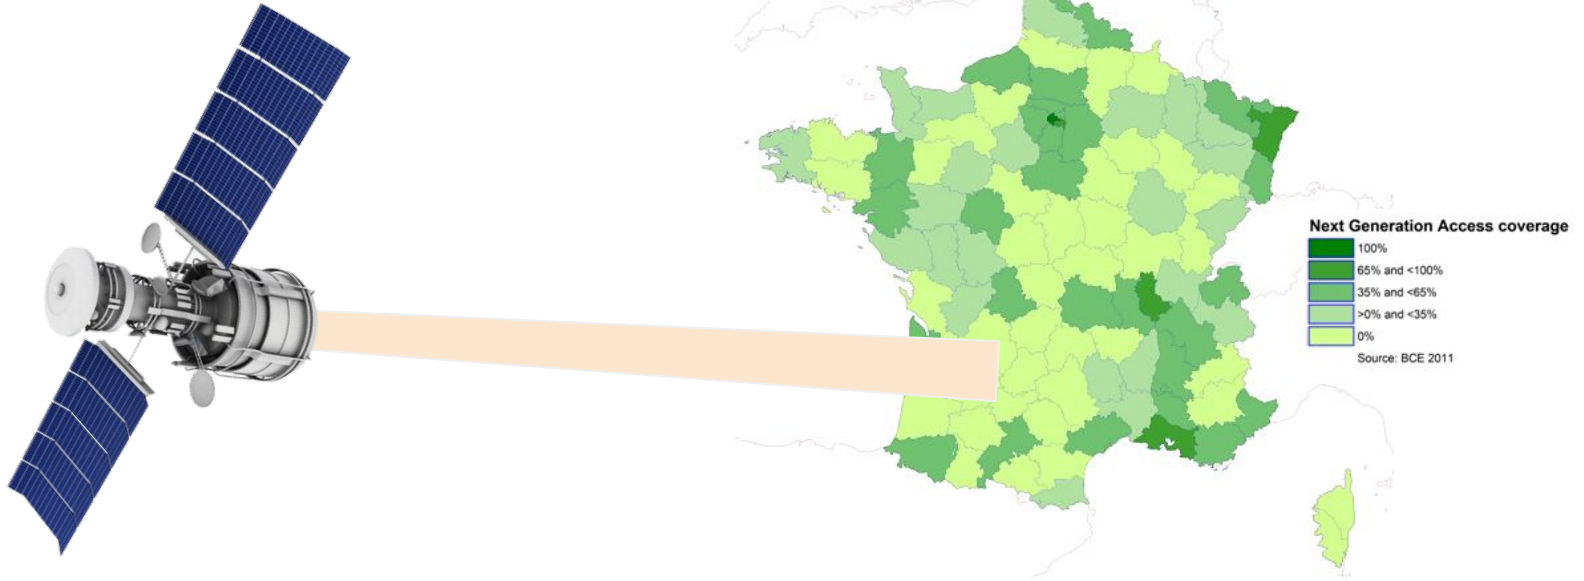 Next Generation Access coverage
100%
65% and <100%
35% and <65%
>0% and <35%
0%
Source: BCE 2011